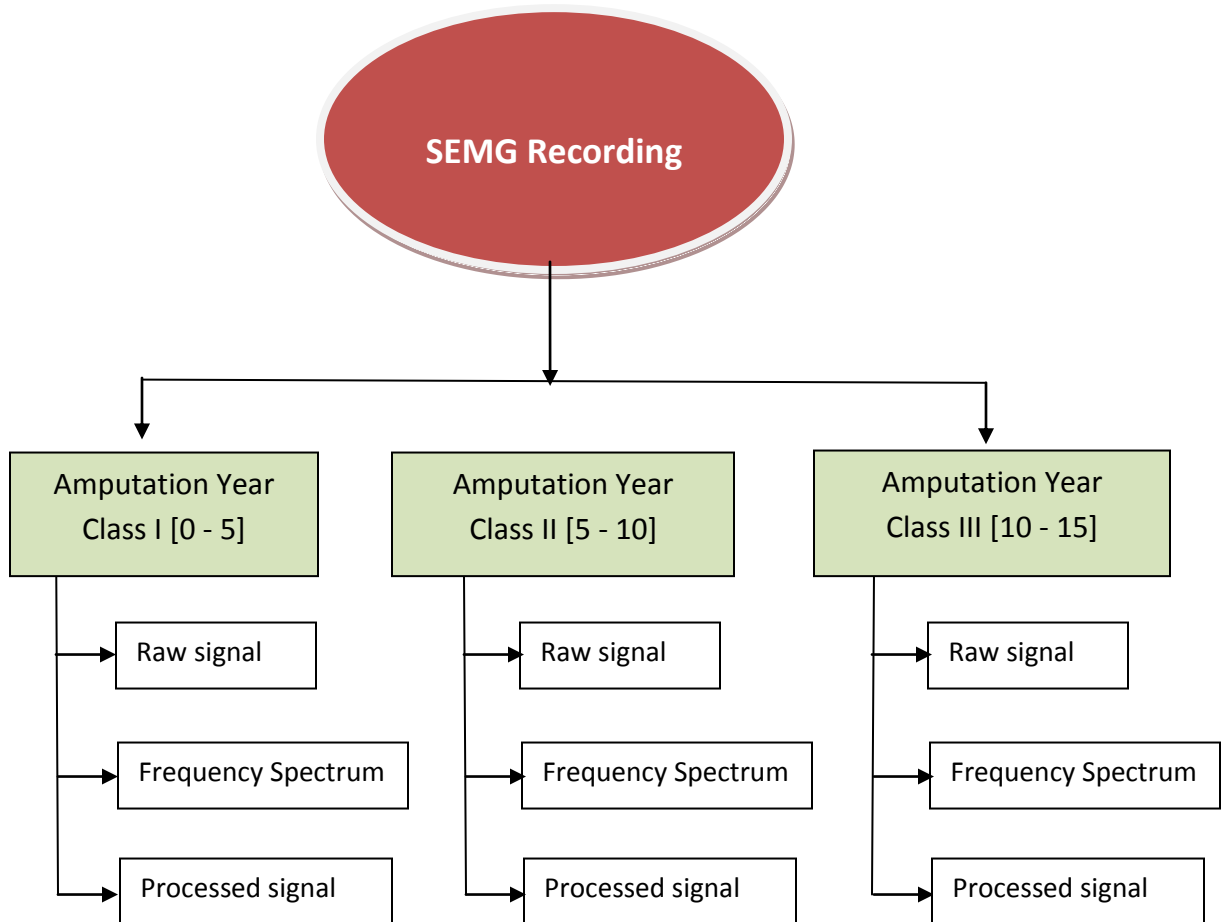 SEMG Recording
Amputation Year
Class I [0 - 5]
Amputation Year
Class II [5 - 10]
Amputation Year
Class III [10 - 15]
Raw signal
Raw signal
Raw signal
Frequency Spectrum
Frequency Spectrum
Frequency Spectrum
Processed signal
Processed signal
Processed signal